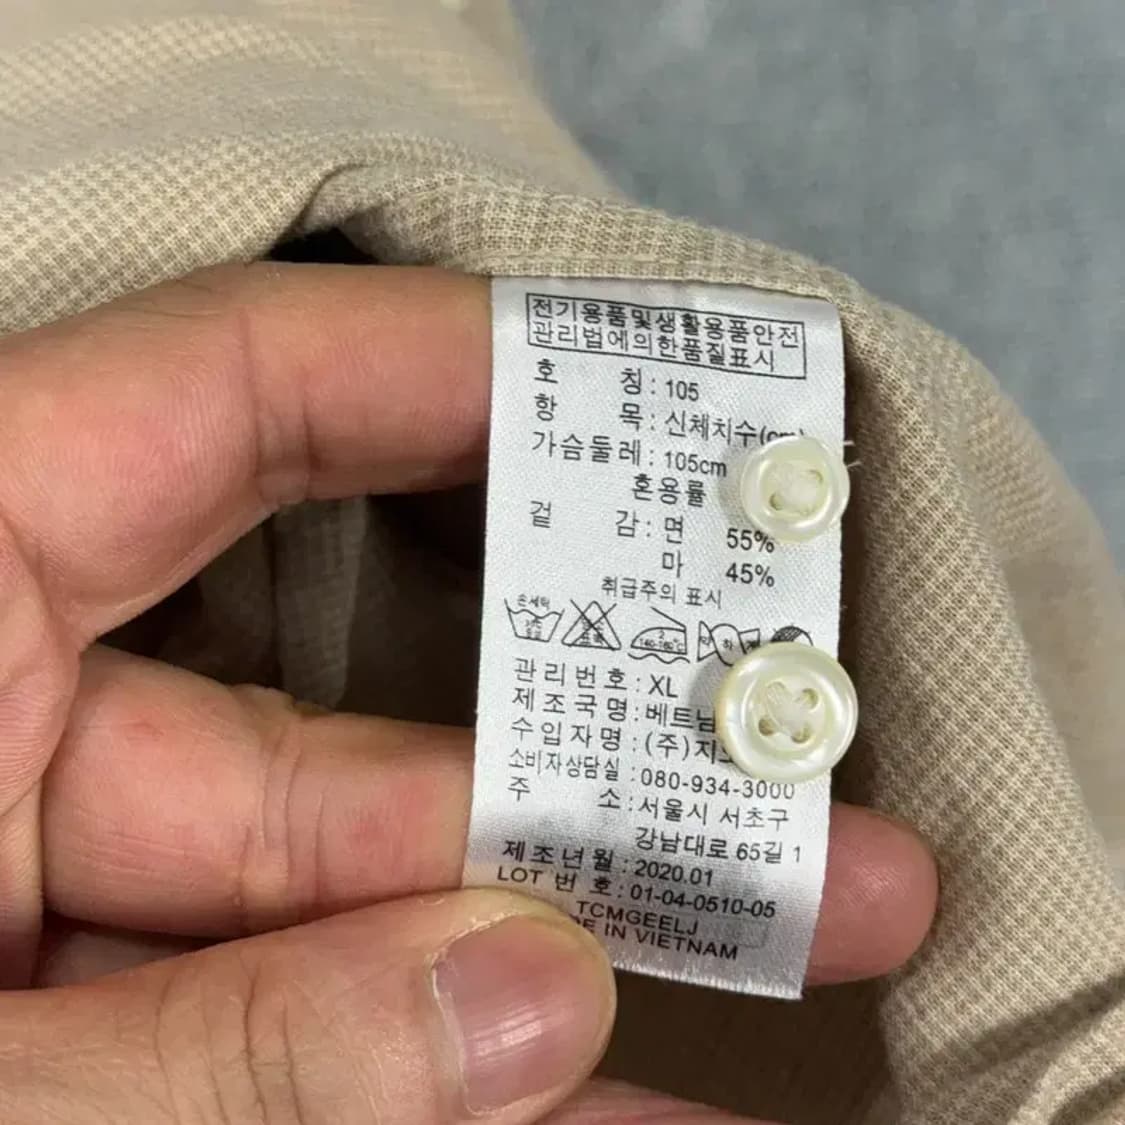 전기용품및생활용품안전
관리법에의한품질표시
호 칭 : 105
항 목 : 신체치수(cm)
가슴둘레 : 105cm
혼용률
겉 감 : 면 55%
마 45%
취급주의 표시
손세탁
관리번호 : XL
제조국명 : 베트남
수입자명 : (주)
소비자상담실 : 080-934-3000
주 소 : 서울시 서초구
강남대로 65길 1
제조년월 : 2020.01
LOT 번 호 : 01-04-0510-05
TCMGEELJ
IN VIETNAM